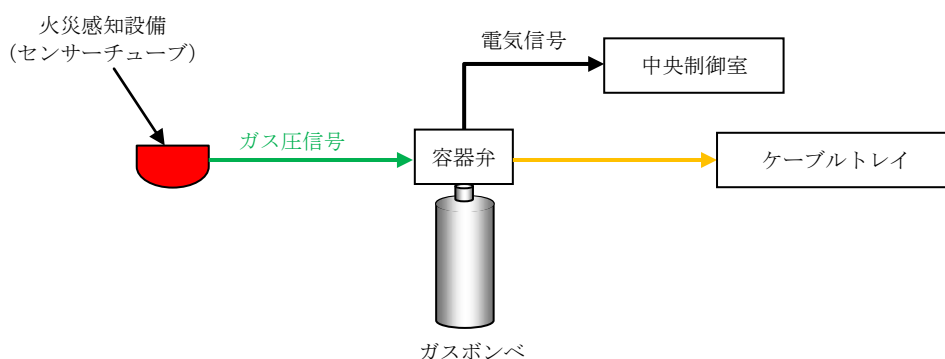 火災感知設備
(センサーチューブ)
電気信号
中央制御室
ガス圧信号
容器弁
ケーブルトレイ
ガスボンベ